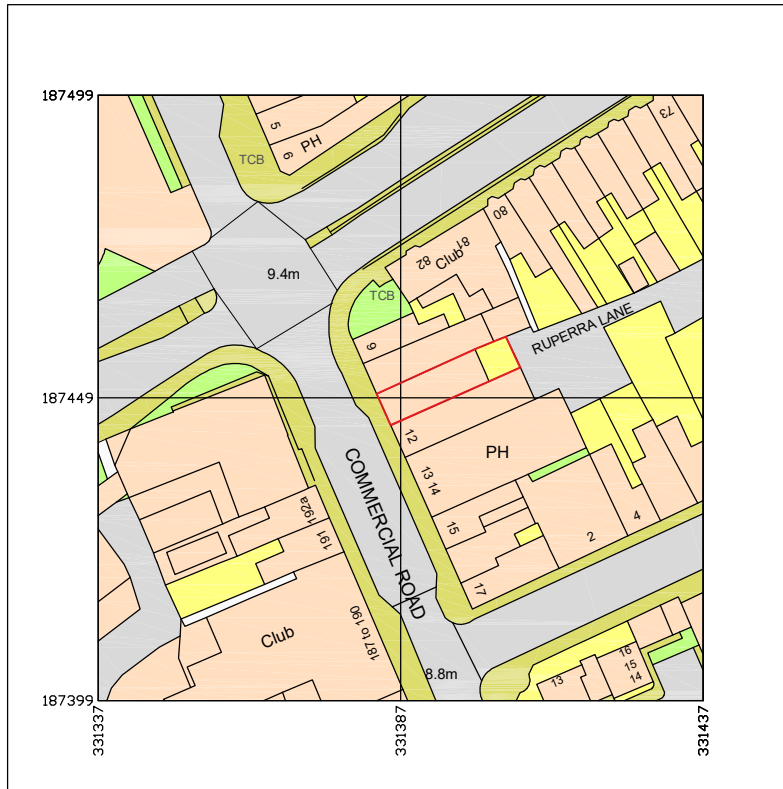 187499
5
6
PH
TCB
73
80
81
Club
82
9.4m
TCB
9
RUPERRA LANE
187449
12
PH
13 14
COMMERCIAL ROAD
15
192a
191
2
4
17
187 to 190
Club
8.8m
16
15
14
13
187399
331337
331387
331437